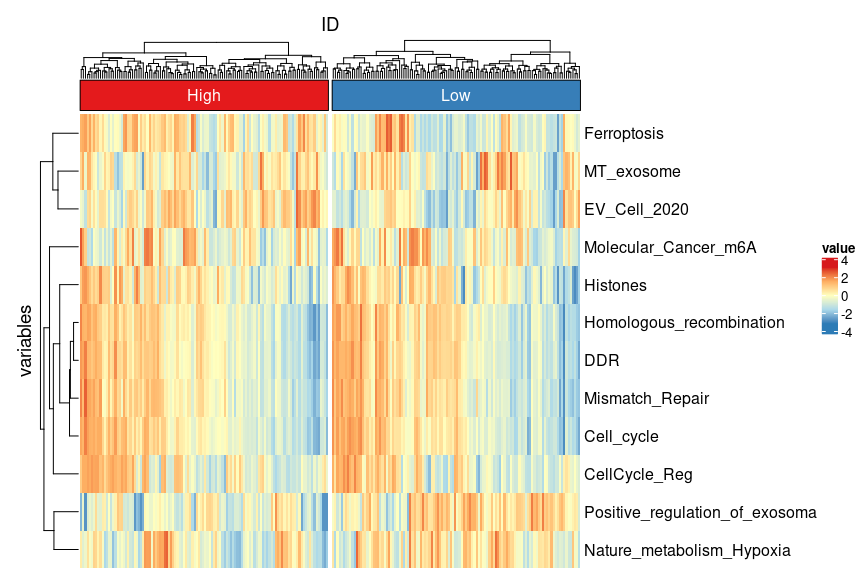 ID
High
Low
Ferroptosis
MT_exosome
EV_Cell_2020
Molecular_Cancer_m6A
Histones
Homologous_recombination
DDR
Mismatch_Repair
Cell_cycle
CellCycle_Reg
Positive_regulation_of_exosoma
Nature_metabolism_Hypoxia
variables
value
4
2
0
-2
-4